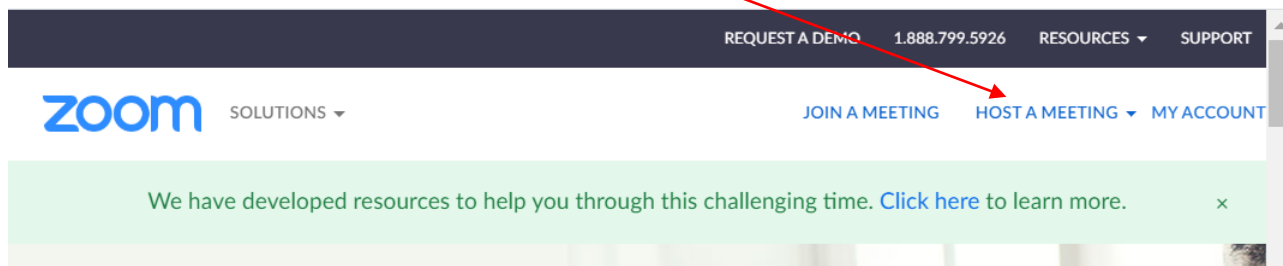 REQUEST A DEMO 1.888.799.5926 RESOURCES SUPPORT
zoom SOLUTIONS JOIN A MEETING HOST A MEETING MY ACCOUNT
We have developed resources to help you through this challenging time. Click here to learn more. ×